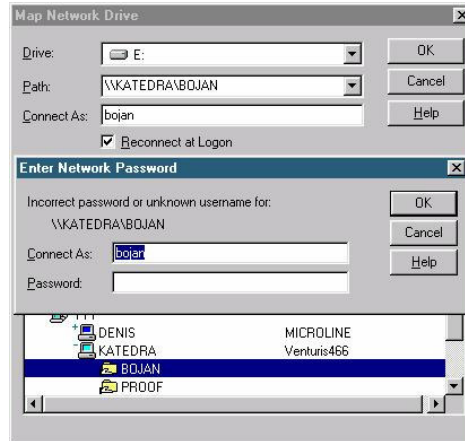 Map Network Drive
Drive: E: OK
Path: \\KATEDRA\BOJAN Cancel
Connect As: bojan Help
Reconnect at Logon
Enter Network Password
Incorrect password or unknown username for: OK
\\KATEDRA\BOJAN Cancel
Connect As: bojan Help
Password:
DENIS MICROLINE
KATEDRA Venturis466
BOJAN
PROOF